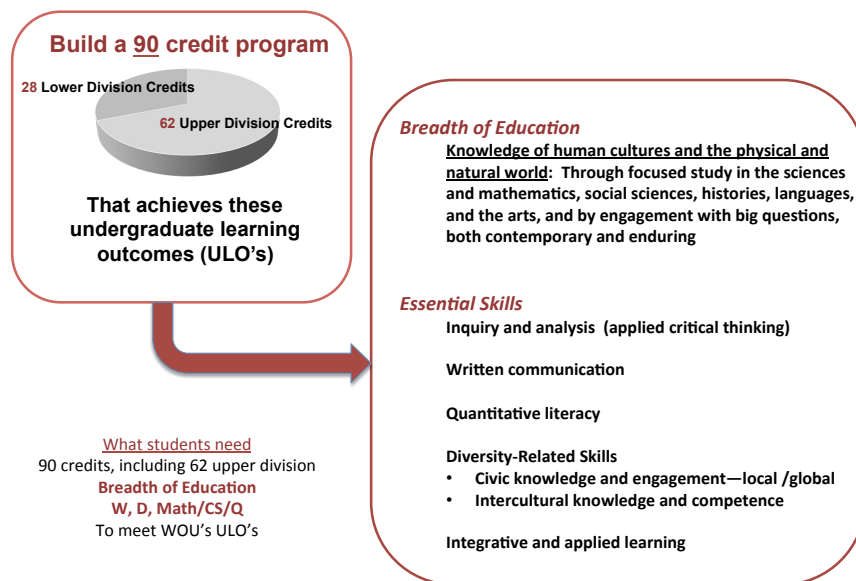 Build a 90 credit program
28 Lower Division Credits
62 Upper Division Credits
That achieves these
undergraduate learning
outcomes (ULO's)
What students need
90 credits, including 62 upper division
Breadth of Education
W, D, Math/CS/Q
To meet WOU's ULO's
Breadth of Education
Knowledge of human cultures and the physical and
natural world: Through focused study in the sciences
and mathematics, social sciences, histories, languages,
and the arts, and by engagement with big questions,
both contemporary and enduring
Essential Skills
Inquiry and analysis (applied critical thinking)
Written communication
Quantitative literacy
Diversity-Related Skills
• Civic knowledge and engagement—local /global
• Intercultural knowledge and competence
Integrative and applied learning